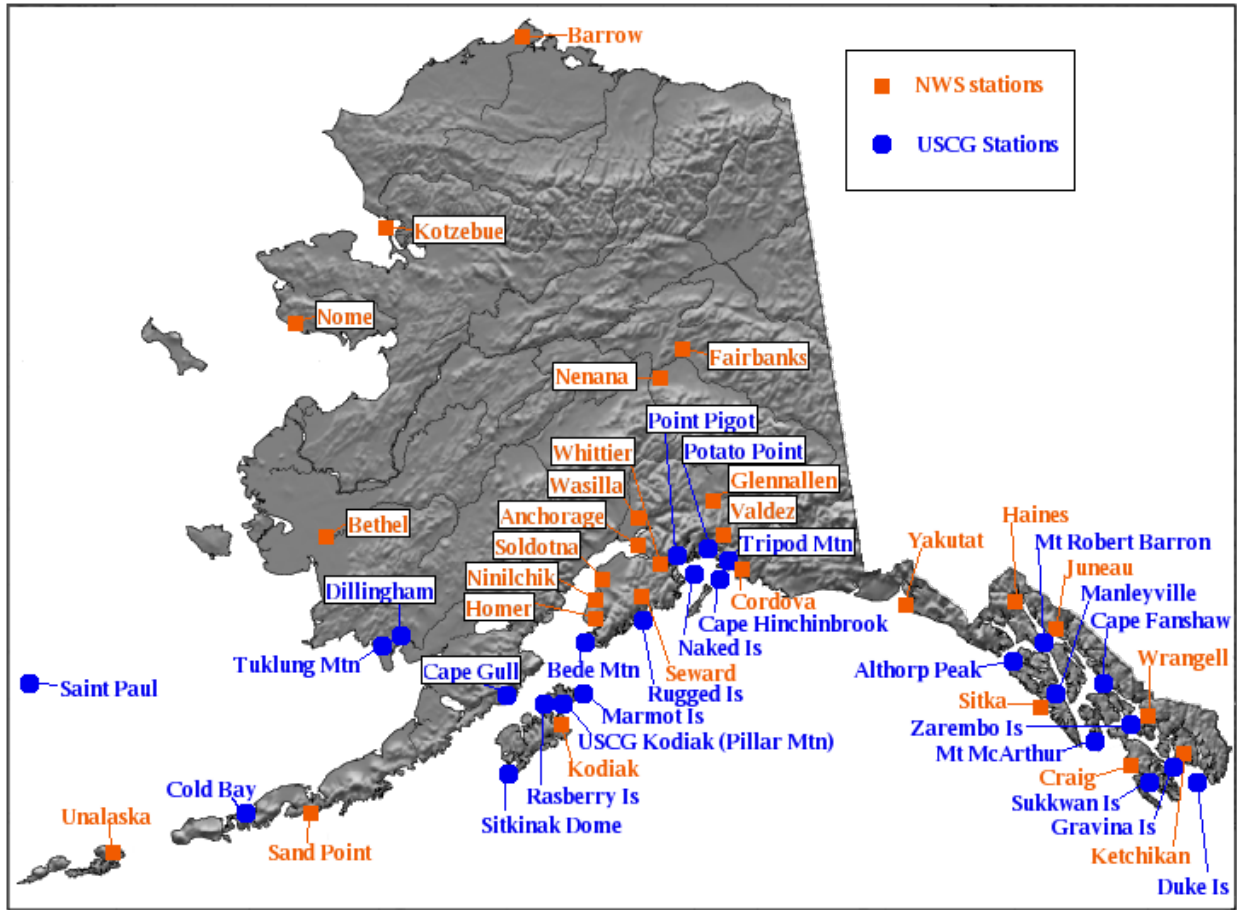 Barrow
NWS stations
USCG Stations
Kotzebue
Nome
Fairbanks
Nenana
Point Pigot
Potato Point
Whittier
Wasilla
Glennallen
Valdez
Anchorage
Bethel
Soldotna
Tripod Mtn
Haines
Yakutat
Mt Robert Barron
Juneau
Ninilchik
Dillingham
Manleyville
Homer
Cordova
Cape Hinchinbrook
Cape Fanshaw
Naked Is
Tuklung Mtn
Cape Gull
Bede Mtn
Seward
Althorp Peak
Wrangell
Saint Paul
Rugged Is
Sitka
Marmot Is
Zarembo Is
USCG Kodiak (Pillar Mtn)
Mt McArthur
Kodiak
Craig
Cold Bay
Rasberry Is
Sukkwan Is
Unalaska
Sitkinak Dome
Gravina Is
Sand Point
Ketchikan
Duke Is